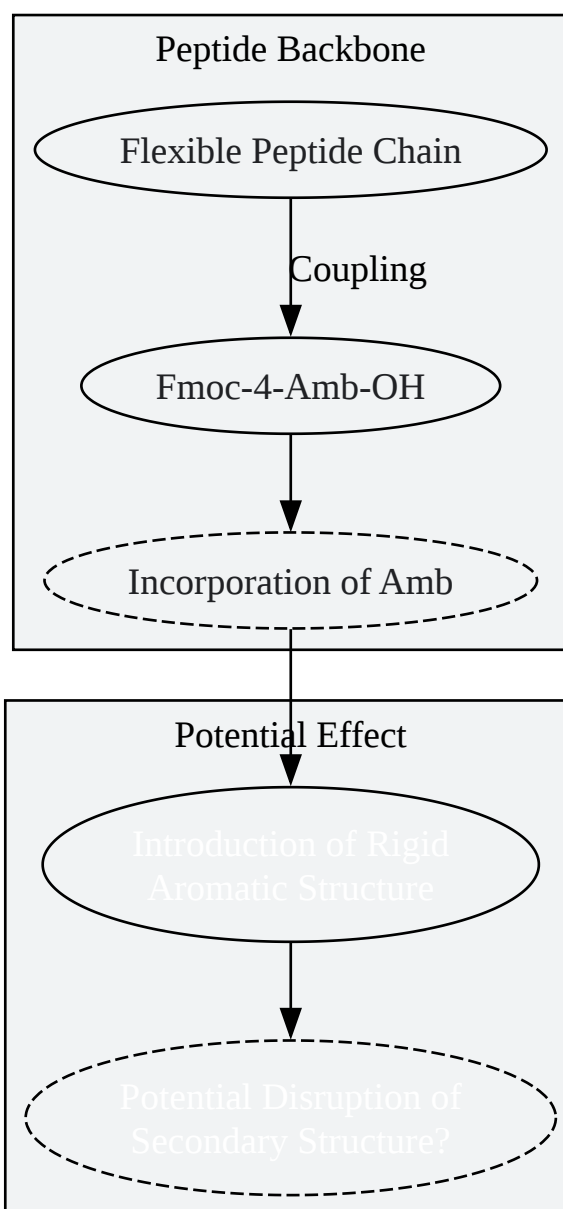 Peptide Backbone
Flexible Peptide Chain
Coupling
Fmoc-4-Amb-OH
Incorporation of Amb
Potential Effect
Introduction of Rigid
Aromatic Structure
Potential Disruption of
Secondary Structure?